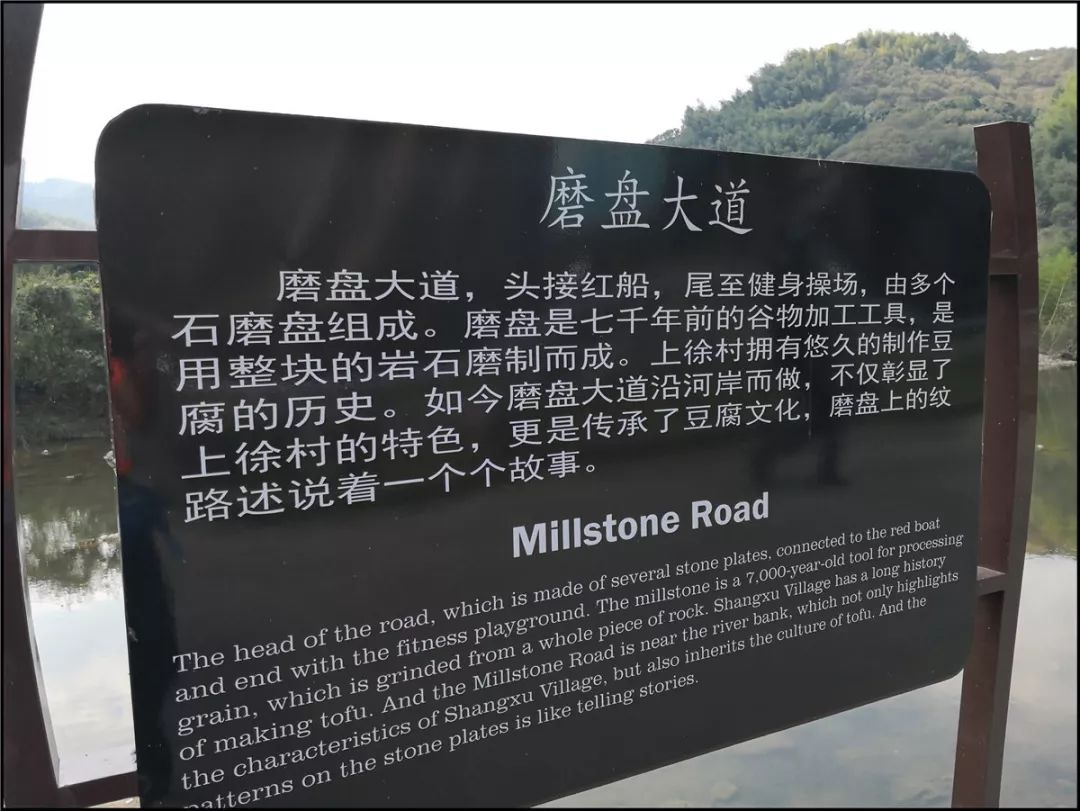 磨盘大道
磨盘大道，头接红船，尾至健身操场，由多个
石磨盘组成。磨盘是七千年前的谷物加工工具，是
用整块的岩石磨制而成。上徐村拥有悠久的制作豆
腐的历史。如今磨盘大道沿河岸而做，不仅彰显了
上徐村的特色，更是传承了豆腐文化，磨盘上的纹
路述说着一个个故事。
Millstone Road
The head of the road, which is made of several stone plates, connected to the red boat
and end with the fitness playground. The millstone is a 7,000-year-old tool for processing
grain, which is grinded from a whole piece of rock. Shangxu Village has a long history
of making tofu. And the Millstone Road is near the river bank, which not only highlights
the characteristics of Shangxu Village, but also inherits the culture of tofu. And the
patterns on the stone plates is like telling stories.